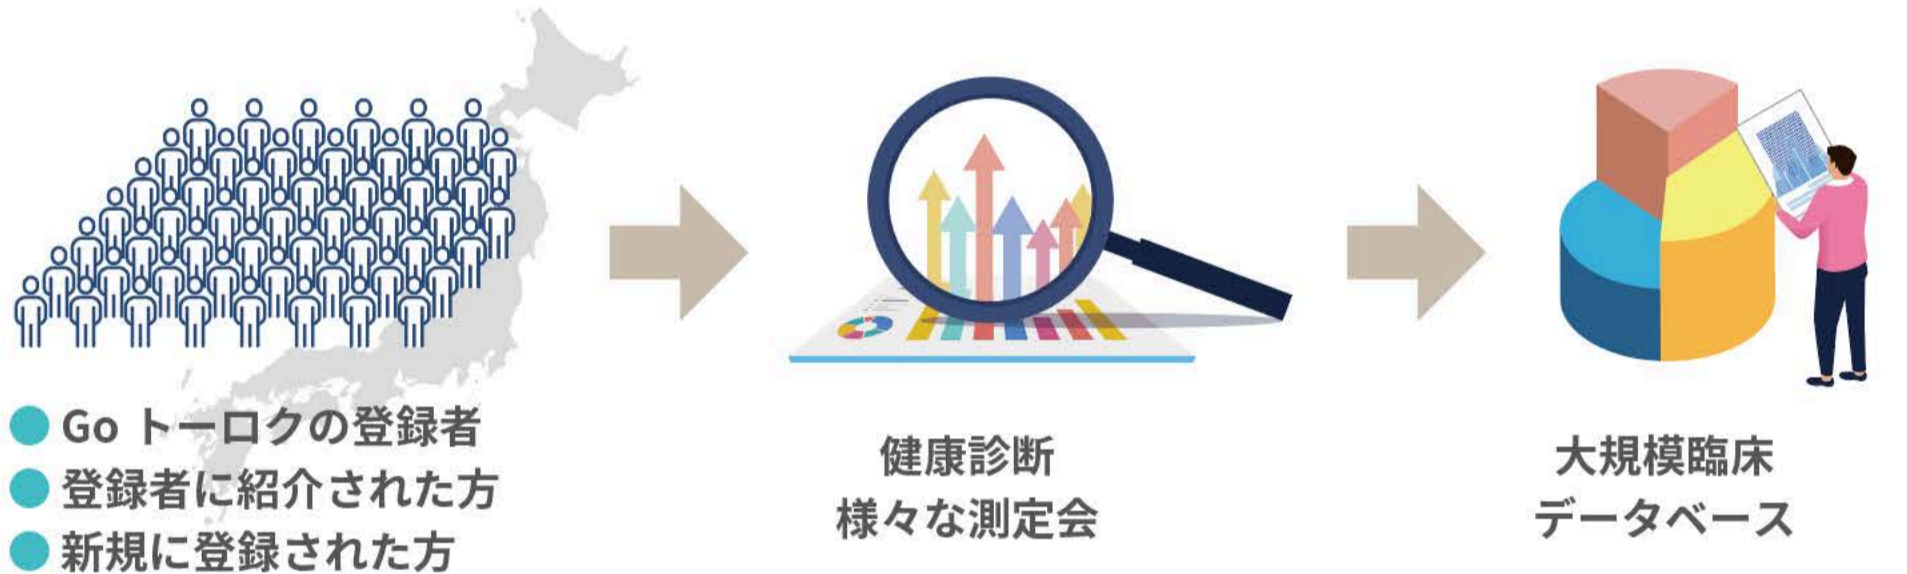 ● Go トーロクの登録者
● 登録者に紹介された方
● 新規に登録された方
健康診断
様々な測定会
大規模臨床
データベース